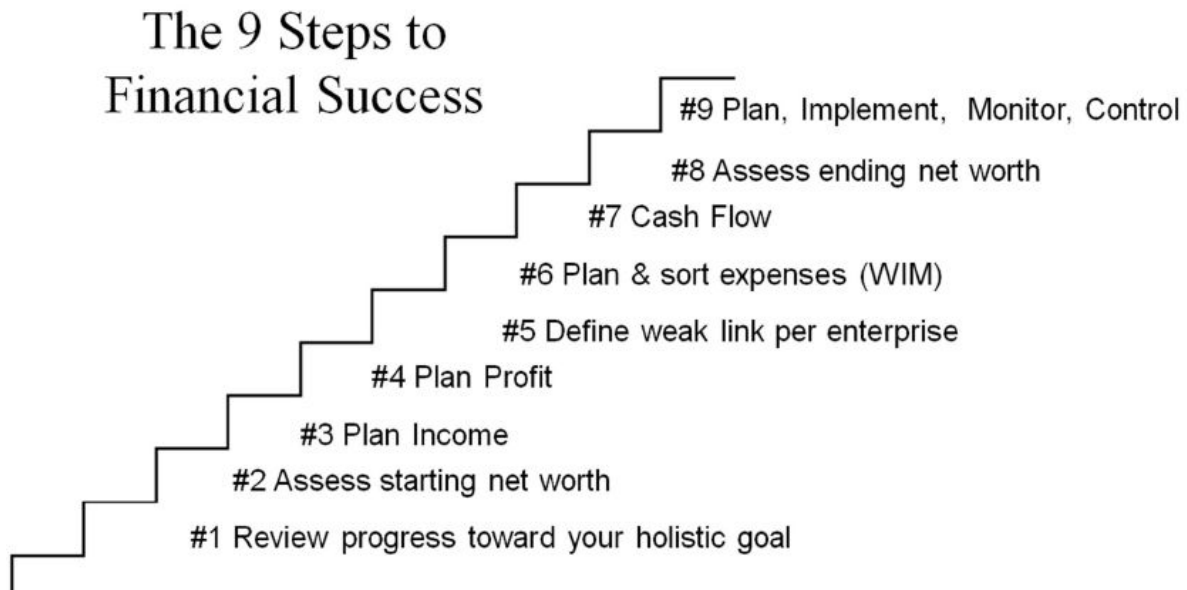 The 9 Steps to
Financial Success
#9 Plan, Implement, Monitor, Control
#8 Assess ending net worth
#7 Cash Flow
#6 Plan & sort expenses (WIM)
#5 Define weak link per enterprise
#4 Plan Profit
#3 Plan Income
#2 Assess starting net worth
#1 Review progress toward your holistic goal